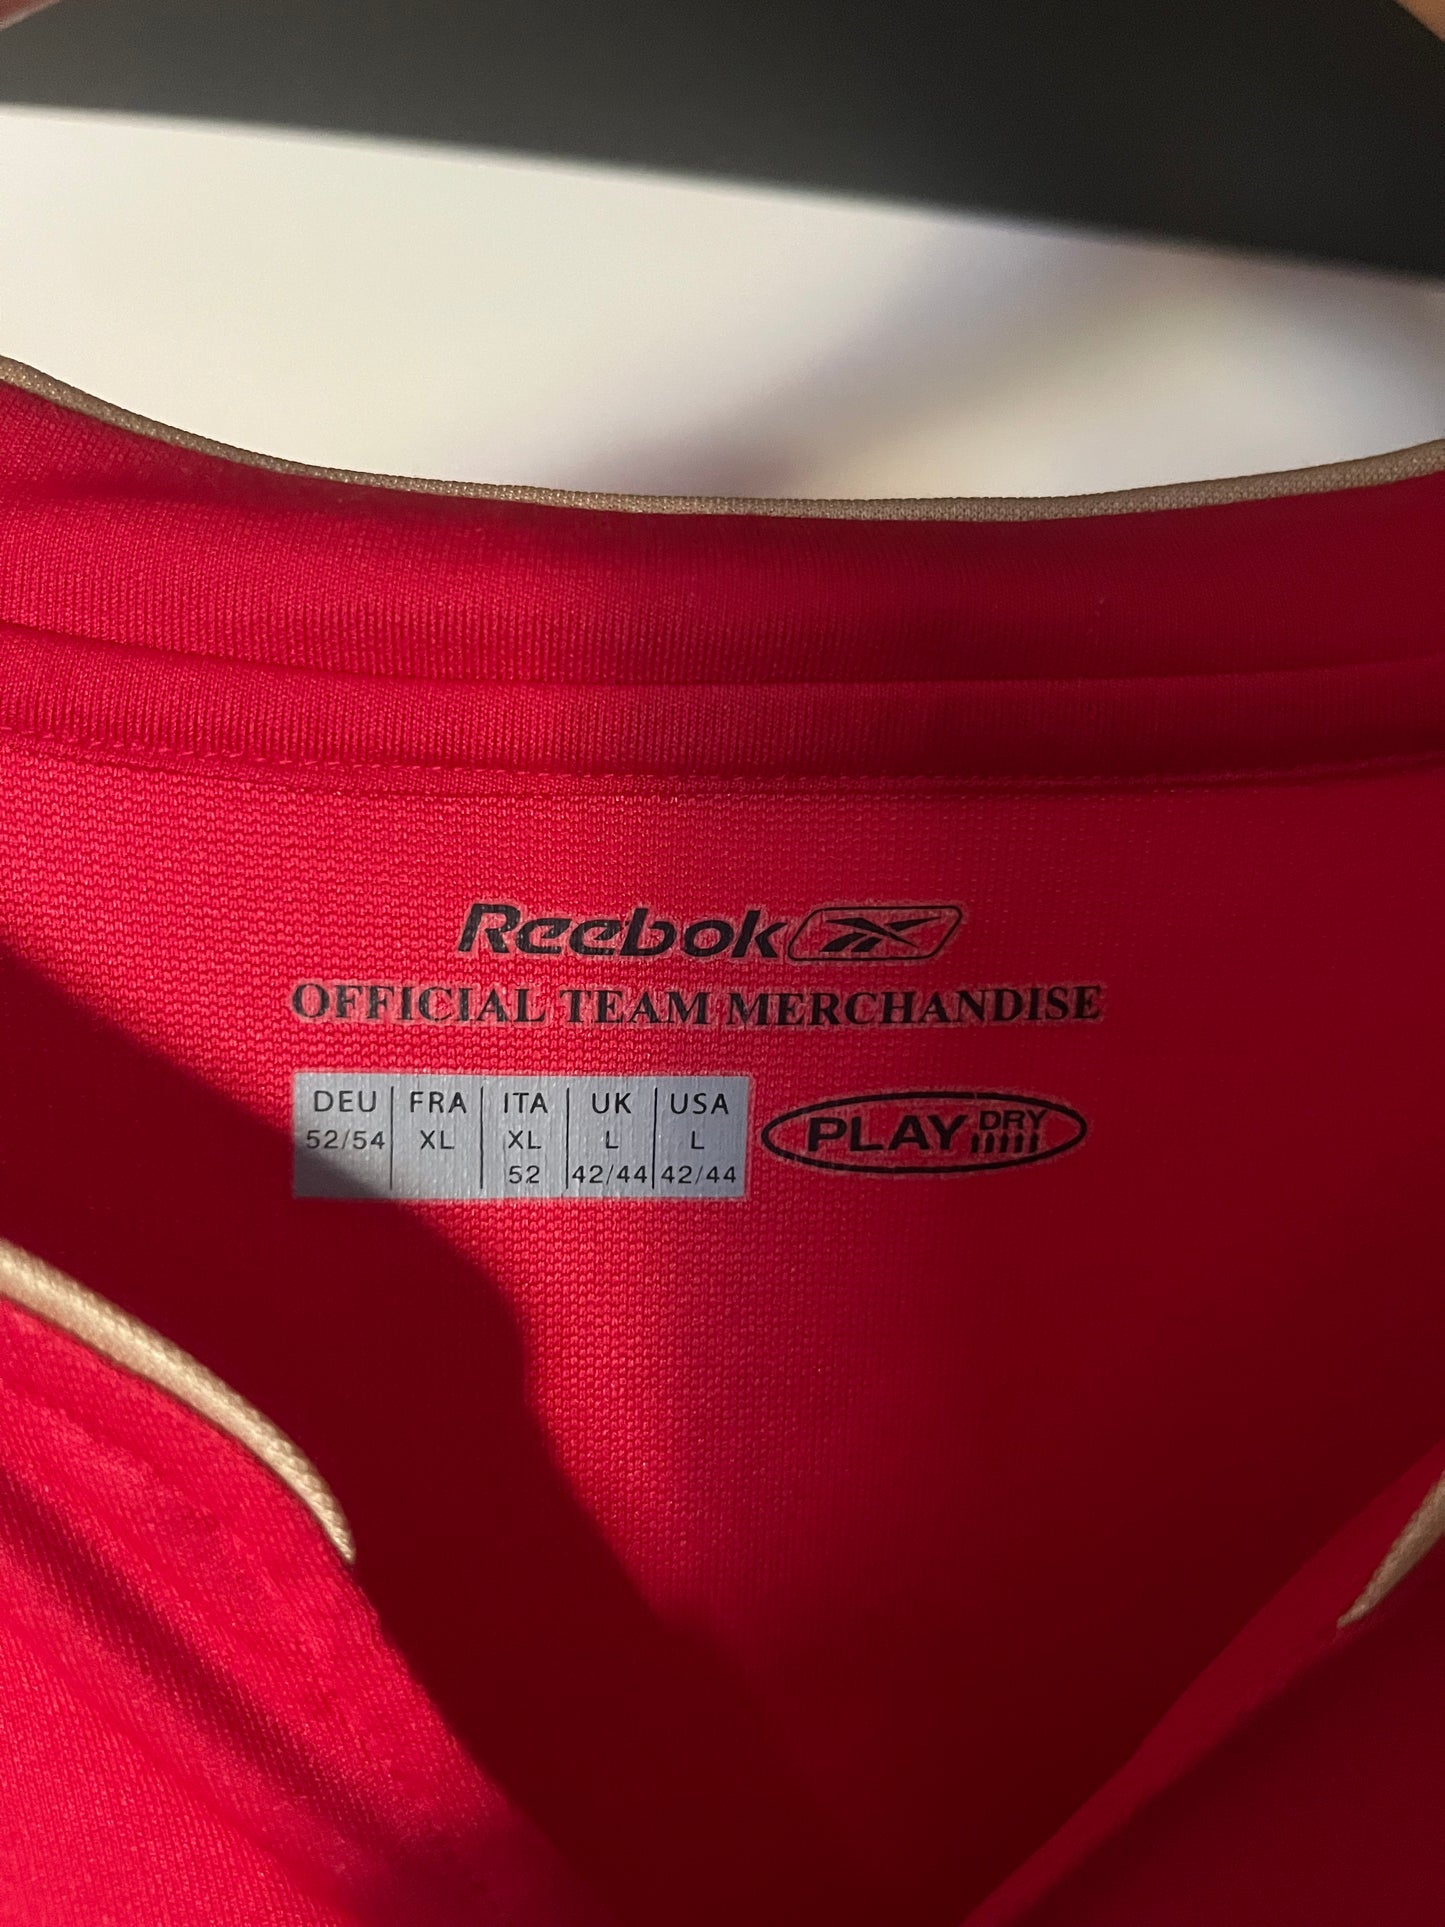 Reebok
OFFICIAL TEAM MERCHANDISE
DEU FRA ITA UK USA
52/54 XL XL L L
52 42/44 42/44
PLAY DRY